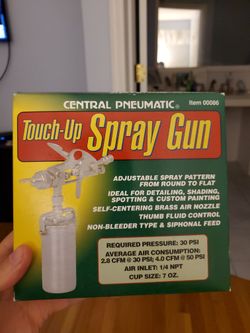 CENTRAL PNEUMATIC®
Item 00086
Touch-Up Spray Gun
ADJUSTABLE SPRAY PATTERN
FROM ROUND TO FLAT
IDEAL FOR DETAILING, SHADING,
SPOTTING & CUSTOM PAINTING
SELF-CENTERING BRASS AIR NOZZLE
THUMB FLUID CONTROL
NON-BLEEDER TYPE & SIPHONAL FEED
REQUIRED PRESSURE: 30 PSI
AVERAGE AIR CONSUMPTION:
2.8 CFM @ 30 PSI; 4.0 CFM @ 50 PSI
AIR INLET: 1/4 NPT
CUP SIZE: 7 OZ.